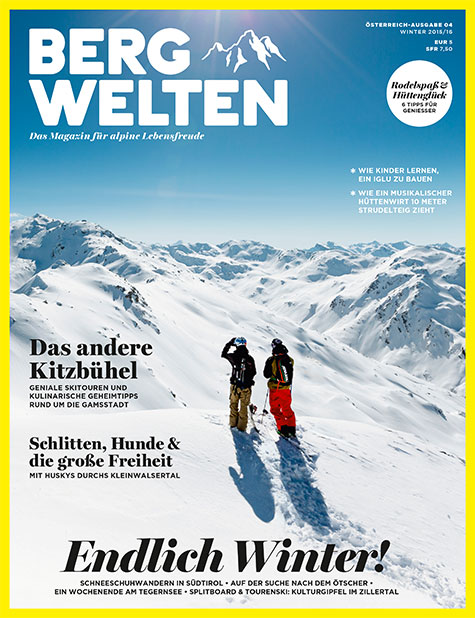 ÖSTERREICH-AUSGABE 04
WINTER 2015/16
EUR 5
SFR 7,50
BERG
WELTEN
Das Magazin für alpine Lebensfreude
Rodelspaß &
Hüttenglück
6 TIPPS FÜR
GENIESSER
* WIE KINDER LERNEN,
EIN IGLU ZU BAUEN
* WIE EIN MUSIKALISCHER
HÜTTENWIRT 10 METER
STRUDELTEIG ZIEHT
Das andere
Kitzbühel
GENIALE SKITOUREN UND
KULINARISCHE GEHEIMTIPPS
RUND UM DIE GAMSSTADT
Schlitten, Hunde &
die große Freiheit
MIT HUSKYS DURCHS KLEINWALSERTAL
Endlich Winter!
SCHNEESCHUHWANDERN IN SÜDTIROL • AUF DER SUCHE NACH DEM ÖTSCHER •
EIN WOCHENENDE AM TEGERNSEE • SPLITBOARD & TOURENSKI: KULTURGIPFEL IM ZILLERTAL